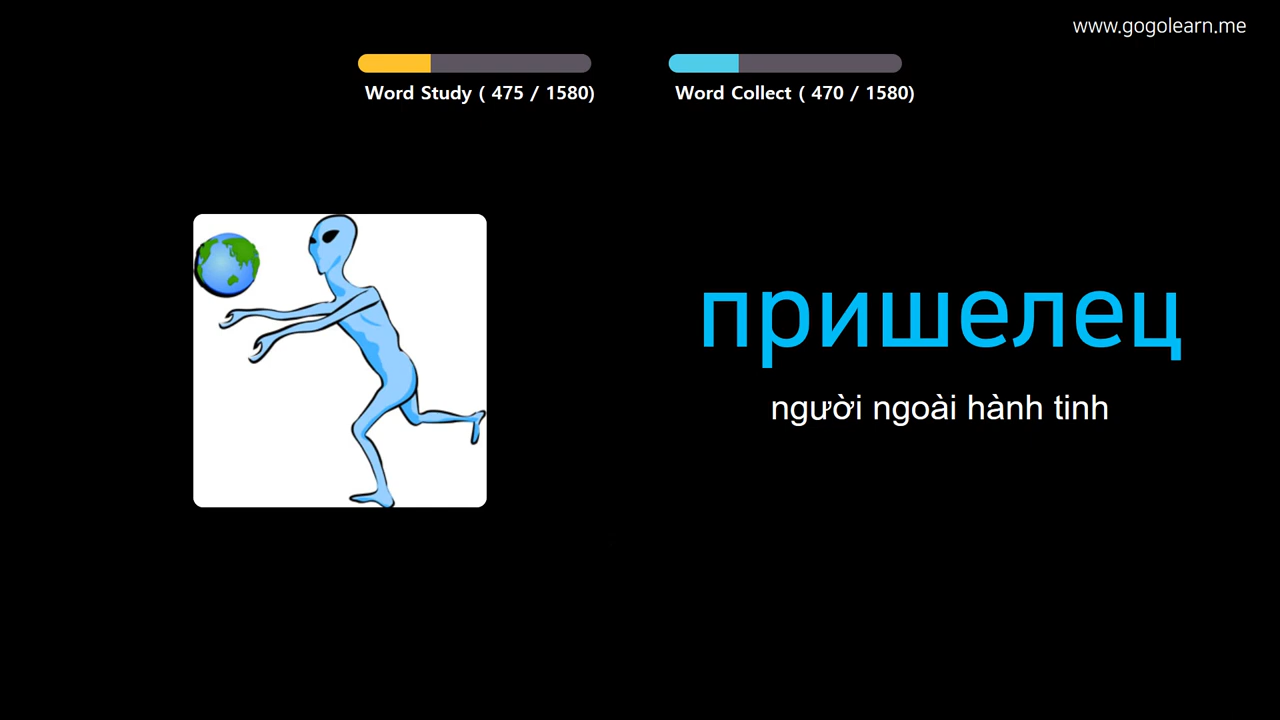 www.gogolearn.me
Word Study ( 475 / 1580)
Word Collect ( 470 / 1580)
пришелец
người ngoài hành tinh